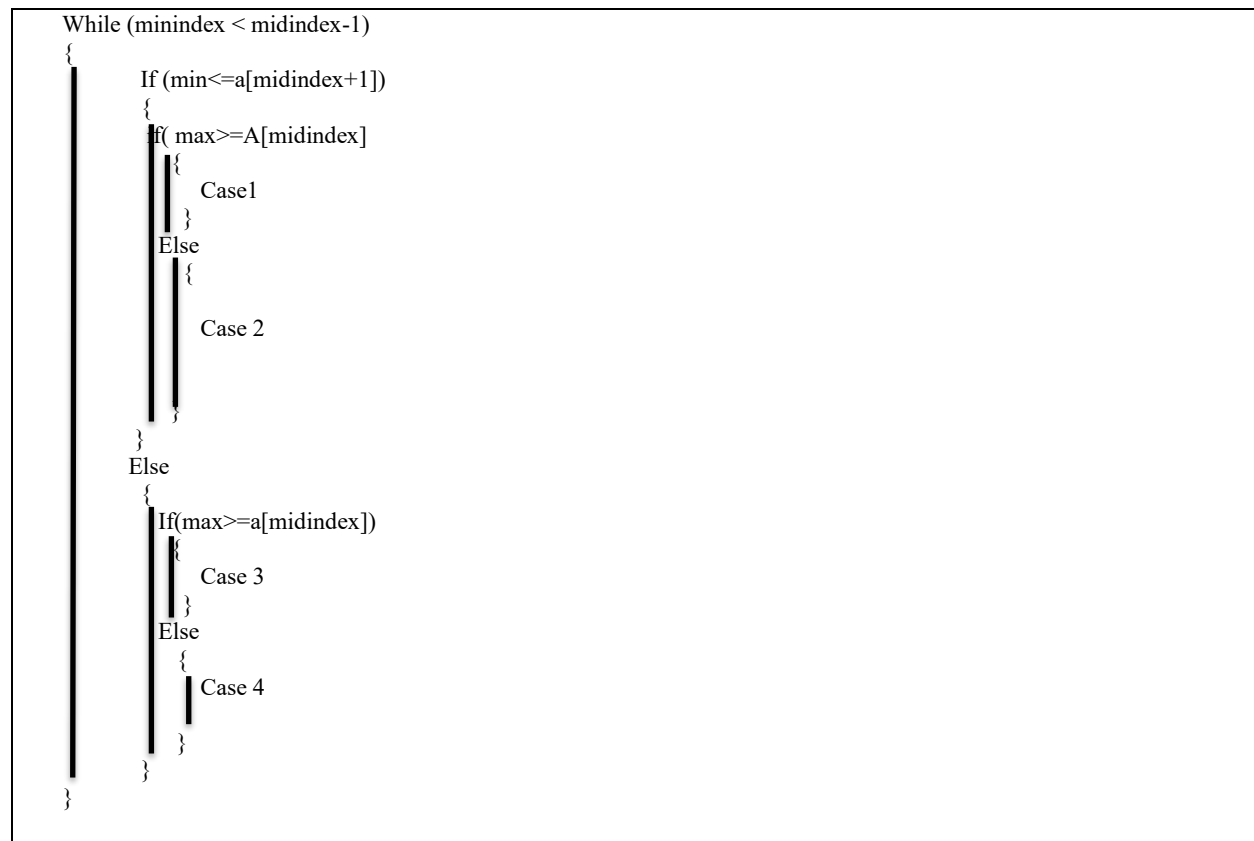 While (minindex < midindex-1)
{
If (min<=a[midindex+1])
{
if( max>=A[midindex]
{
Case1
}
Else
{
Case 2
}
}
Else
{
If(max>=a[midindex])
{
Case 3
}
Else
{
Case 4
}
}
}